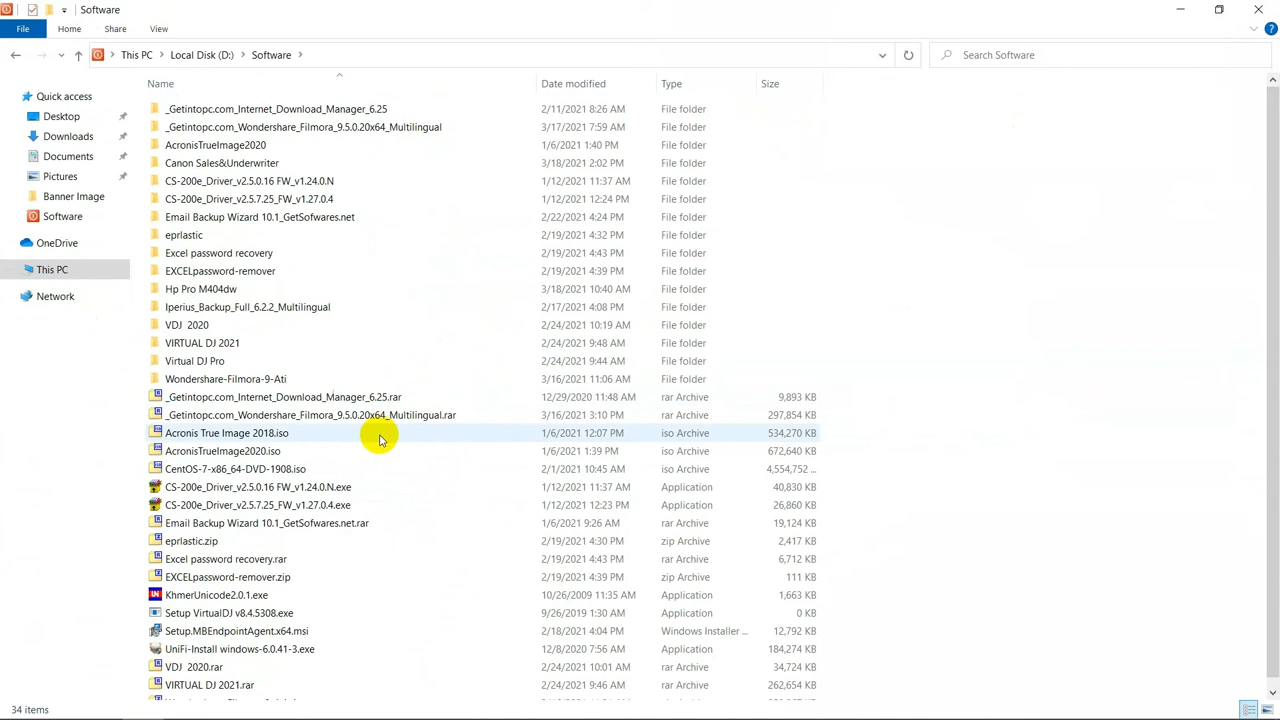 Software
File Home Share View
This PC > Local Disk (D:) > Software > Search Software
Name Date modified Type Size
Quick access
Desktop
Downloads
Documents
Pictures
Banner Image
Software
OneDrive
This PC
Network
_Getintopc.com_Internet_Download_Manager_6.25 2/11/2021 8:26 AM File folder
_Getintopc.com_Wondershare_Filmora_9.5.0.20x64_Multilingual 3/17/2021 7:59 AM File folder
AcronisTrueImage2020 1/6/2021 1:40 PM File folder
Canon Sales&Underwriter 3/18/2021 2:02 PM File folder
CS-200e_Driver_v2.5.0.16 FW_v1.24.0.N 1/12/2021 11:37 AM File folder
CS-200e_Driver_v2.5.7.25_FW_v1.27.0.4 1/12/2021 12:24 PM File folder
Email Backup Wizard 10.1_GetSofwares.net 2/22/2021 4:24 PM File folder
eprlastic 2/19/2021 4:32 PM File folder
Excel password recovery 2/19/2021 4:43 PM File folder
EXCELpassword-remover 2/19/2021 4:39 PM File folder
Hp Pro M404dw 3/18/2021 10:40 AM File folder
Iperius_Backup_Full_6.2.2_Multilingual 2/17/2021 4:08 PM File folder
VDJ 2020 2/24/2021 10:19 AM File folder
VIRTUAL DJ 2021 2/24/2021 9:48 AM File folder
Virtual DJ Pro 2/24/2021 9:44 AM File folder
Wondershare-Filmora-9-Ati 3/16/2021 11:06 AM File folder
_Getintopc.com_Internet_Download_Manager_6.25.rar 12/29/2020 11:48 AM rar Archive 9,893 KB
_Getintopc.com_Wondershare_Filmora_9.5.0.20x64_Multilingual.rar 3/16/2021 3:10 PM rar Archive 297,854 KB
Acronis True Image 2018.iso 1/6/2021 12:07 PM iso Archive 534,270 KB
AcronisTrueImage2020.iso 1/6/2021 1:39 PM iso Archive 672,640 KB
CentOS-7-x86_64-DVD-1908.iso 2/1/2021 10:45 AM iso Archive 4,554,752 ...
CS-200e_Driver_v2.5.0.16 FW_v1.24.0.N.exe 1/12/2021 11:37 AM Application 40,830 KB
CS-200e_Driver_v2.5.7.25_FW_v1.27.0.4.exe 1/12/2021 12:23 PM Application 26,860 KB
Email Backup Wizard 10.1_GetSofwares.net.rar 1/6/2021 9:26 AM rar Archive 19,124 KB
eprlastic.zip 2/19/2021 4:30 PM zip Archive 2,417 KB
Excel password recovery.rar 2/19/2021 4:43 PM rar Archive 6,712 KB
EXCELpassword-remover.zip 2/19/2021 4:39 PM zip Archive 111 KB
KhmerUnicode2.0.1.exe 10/26/2009 11:35 AM Application 1,663 KB
Setup VirtualDJ v8.4.5308.exe 9/26/2019 1:30 AM Application 0 KB
Setup.MBEndpointAgent.x64.msi 2/18/2021 4:04 PM Windows Installer ... 12,792 KB
UniFi-Install windows-6.0.41-3.exe 12/8/2020 7:56 AM Application 184,274 KB
VDJ 2020.rar 2/24/2021 10:01 AM rar Archive 34,724 KB
VIRTUAL DJ 2021.rar 2/24/2021 9:46 AM rar Archive 262,654 KB
34 items